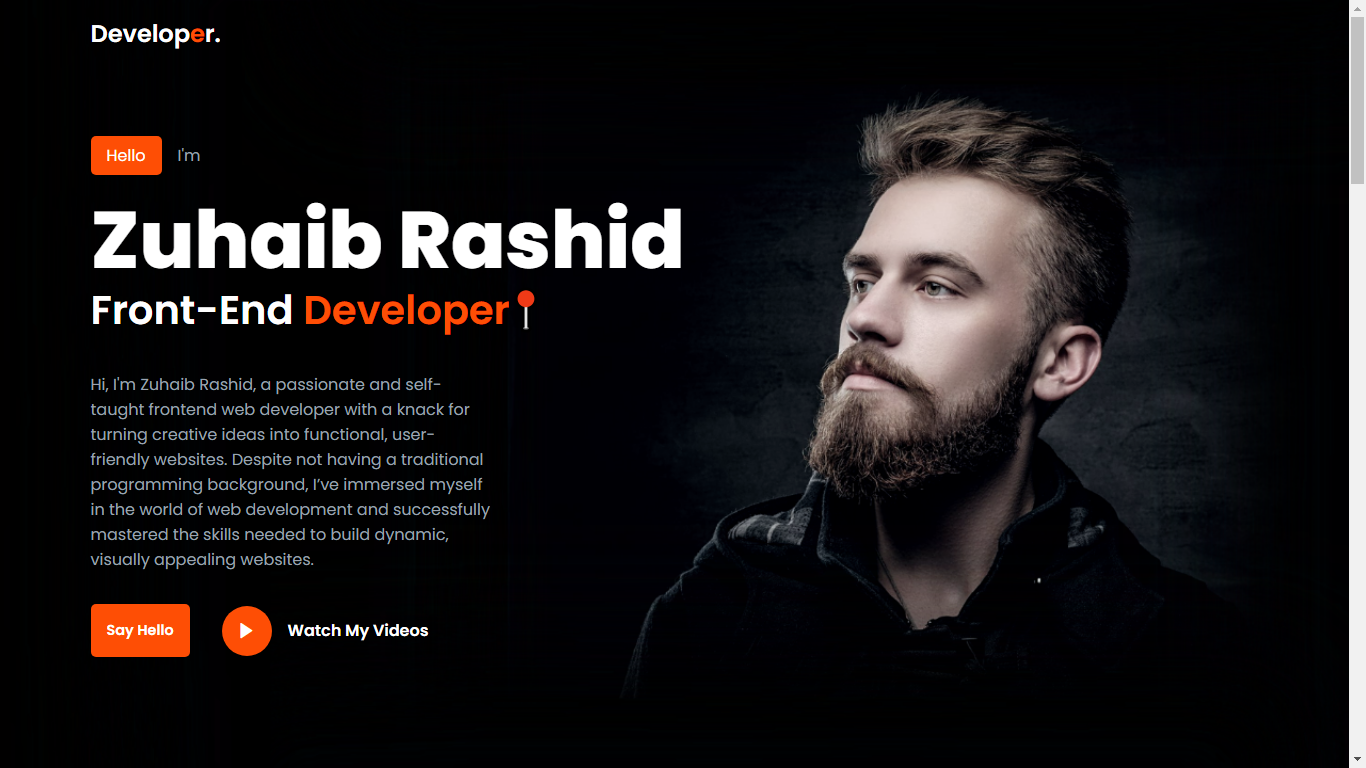 Developer.
Hello I'm
Zuhaib Rashid
Front-End Developer
Hi, I'm Zuhaib Rashid, a passionate and self-
taught frontend web developer with a knack for
turning creative ideas into functional, user-
friendly websites. Despite not having a traditional
programming background, I’ve immersed myself
in the world of web development and successfully
mastered the skills needed to build dynamic,
visually appealing websites.
Say Hello Watch My Videos